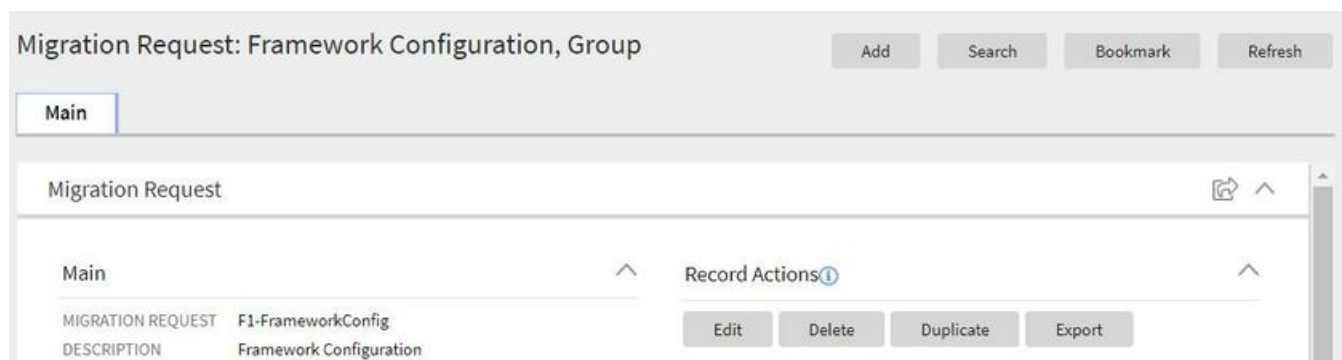 Migration Request: Framework Configuration, Group
Add Search Bookmark Refresh
Main
Migration Request
Main
Record Actions
MIGRATION REQUEST F1-FrameworkConfig
Edit Delete Duplicate Export
DESCRIPTION Framework Configuration